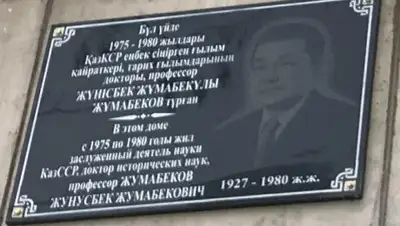 Бұл үйде
1975 - 1980 жылдары
ҚазКСР еңбек сіңірген ғылым
қайраткері, тарих ғылымдарының
докторы, профессор
ЖҮНІСБЕК ЖҰМАБЕКҰЛЫ
ЖҰМАБЕКОВ тұрған
В этом доме
с 1975 по 1980 годы жил
заслуженный деятель науки
КазССР, доктор исторических наук,
профессор ЖУМАБЕКОВ
ЖУНУСБЕК ЖУМАБЕКОВИЧ
1927 - 1980 ж.ж.